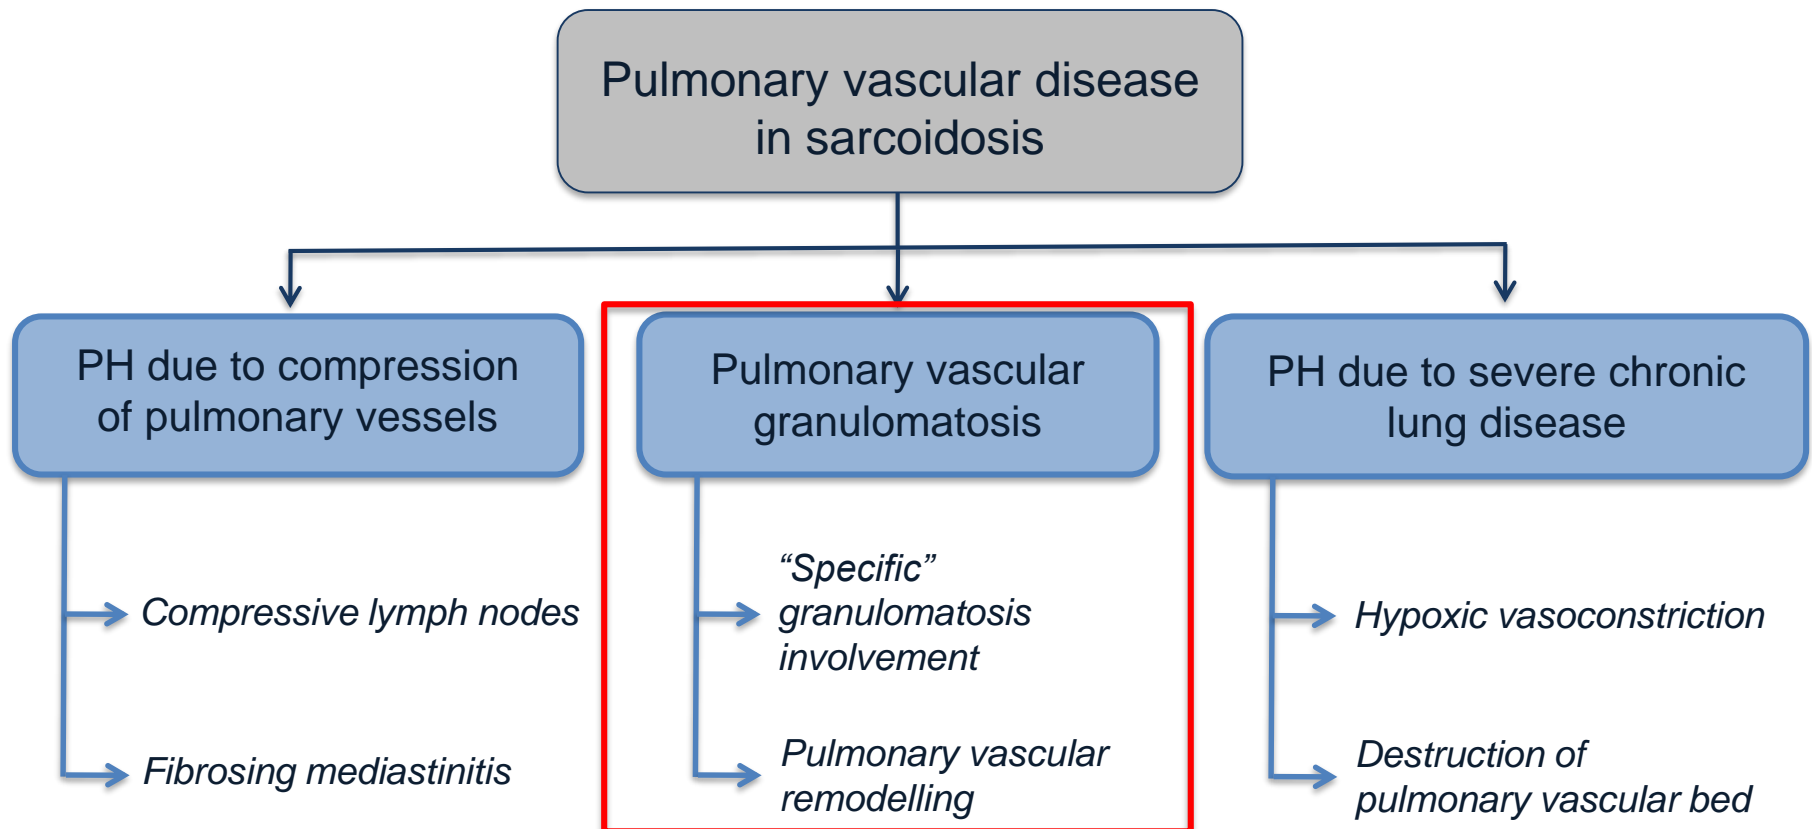 Pulmonary vascular disease
in sarcoidosis
PH due to compression
of pulmonary vessels
Compressive lymph nodes
Fibrosing mediastinitis
Pulmonary vascular
granulomatosis
“Specific”
granulomatosis
involvement
Pulmonary vascular
remodelling
PH due to severe chronic
lung disease
Hypoxic vasoconstriction
Destruction of
pulmonary vascular bed